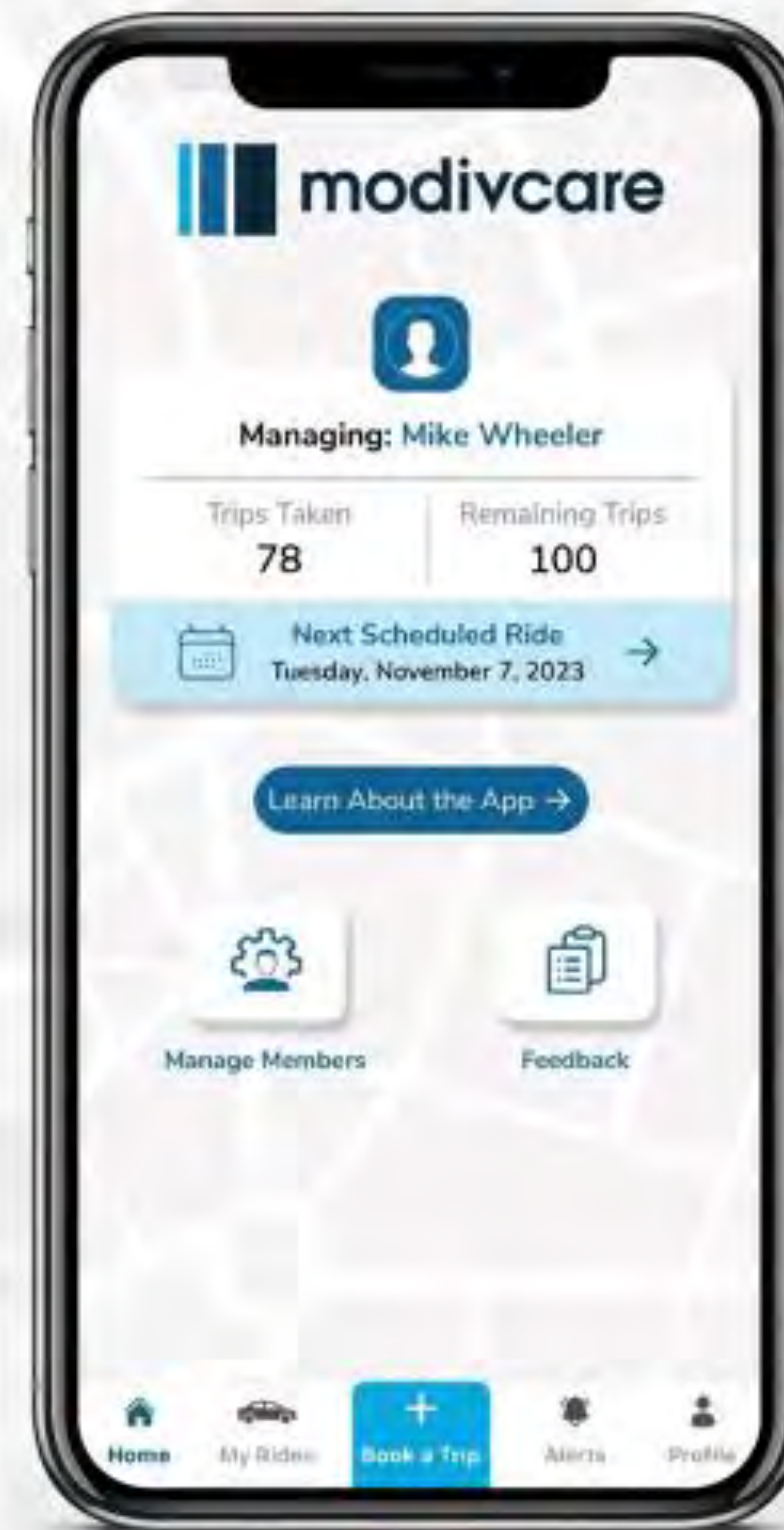 modivcare
Managing: Mike Wheeler
Trips Taken
78
Remaining Trips
100
Next Scheduled Ride
Tuesday, November 7, 2023
Learn About the App →
Manage Members
Feedback
Home
My Rides
Book a Trip
Alerts
Profile